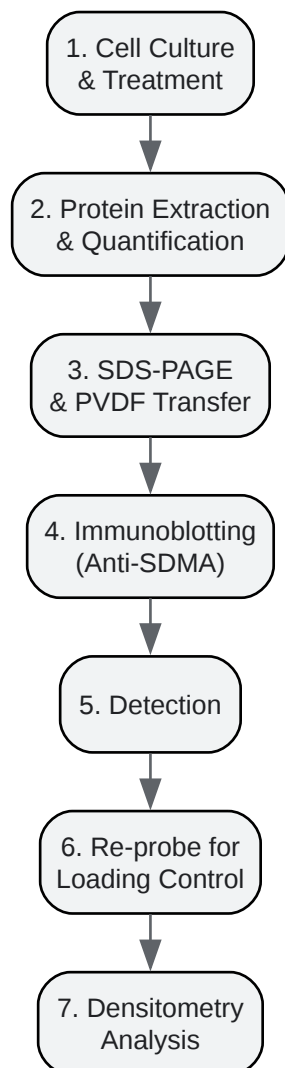 1. Cell Culture
& Treatment
2. Protein Extraction
& Quantification
3. SDS-PAGE
& PVDF Transfer
4. Immunoblotting
(Anti-SDMA)
5. Detection
6. Re-probe for
Loading Control
7. Densitometry
Analysis